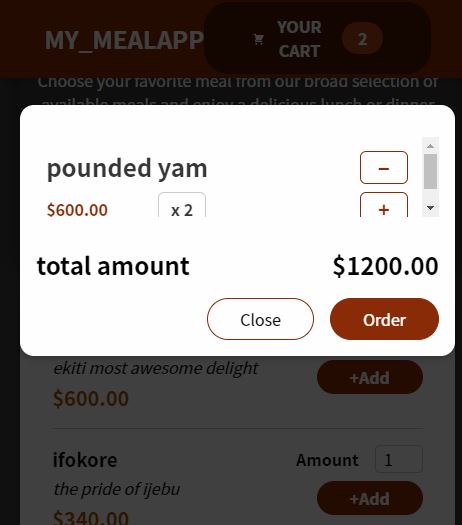 MY_MEALAPP
YOUR CART
2
Choose your favorite meal from our broad selection of
available meals and enjoy a delicious lunch or dinner
pounded yam
−
$600.00
x 2
+
total amount
$1200.00
Close
Order
ekiti most awesome delight
$600.00
+Add
ifokore
Amount
1
the pride of ijebu
$340.00
+Add